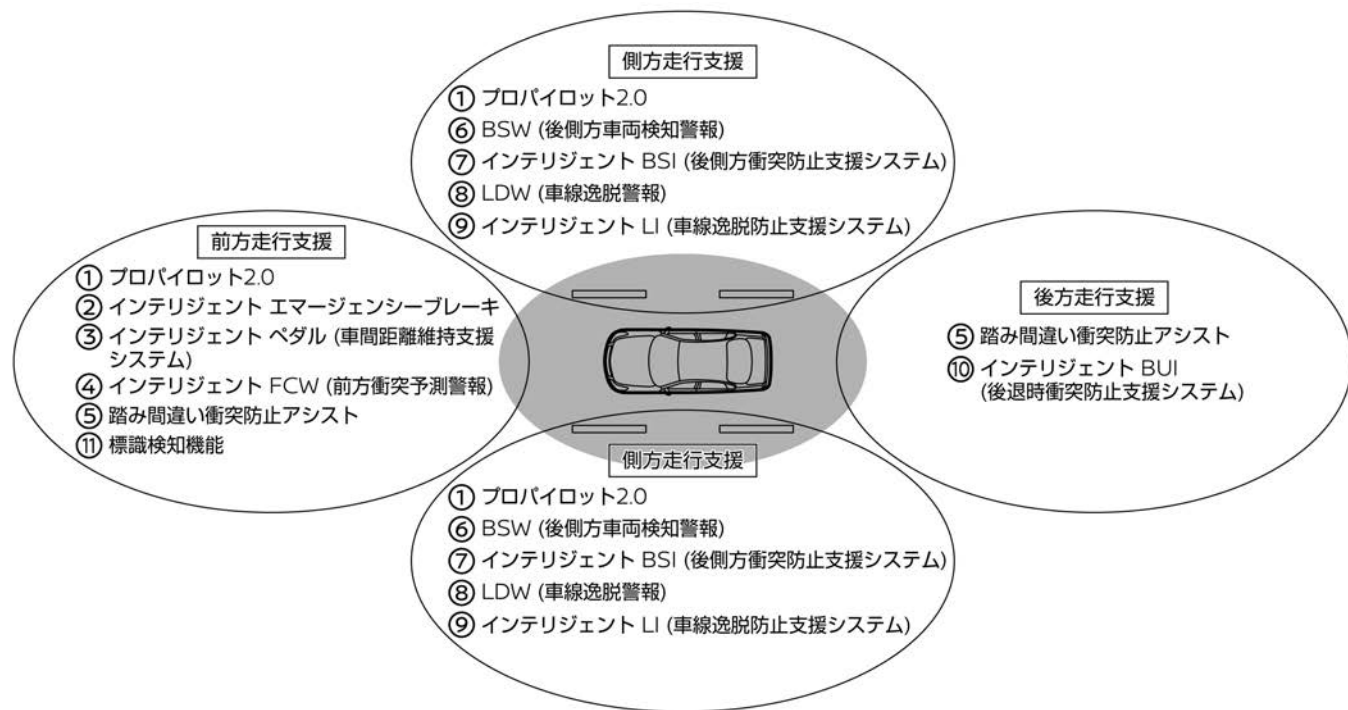 側方走行支援
① プロパイロット2.0
⑥ BSW (後側方車両検知警報)
⑦ インテリジェント BSI (後側方衝突防止支援システム)
⑧ LDW (車線逸脱警報)
⑨ インテリジェント LI (車線逸脱防止支援システム)
前方走行支援
① プロパイロット2.0
② インテリジェント エマージェンシーブレーキ
③ インテリジェント ペダル (車間距離維持支援
システム)
④ インテリジェント FCW (前方衝突予測警報)
⑤ 踏み間違い衝突防止アシスト
⑪ 標識検知機能
後方走行支援
⑤ 踏み間違い衝突防止アシスト
⑩ インテリジェント BUI
(後退時衝突防止支援システム)
側方走行支援
① プロパイロット2.0
⑥ BSW (後側方車両検知警報)
⑦ インテリジェント BSI (後側方衝突防止支援システム)
⑧ LDW (車線逸脱警報)
⑨ インテリジェント LI (車線逸脱防止支援システム)